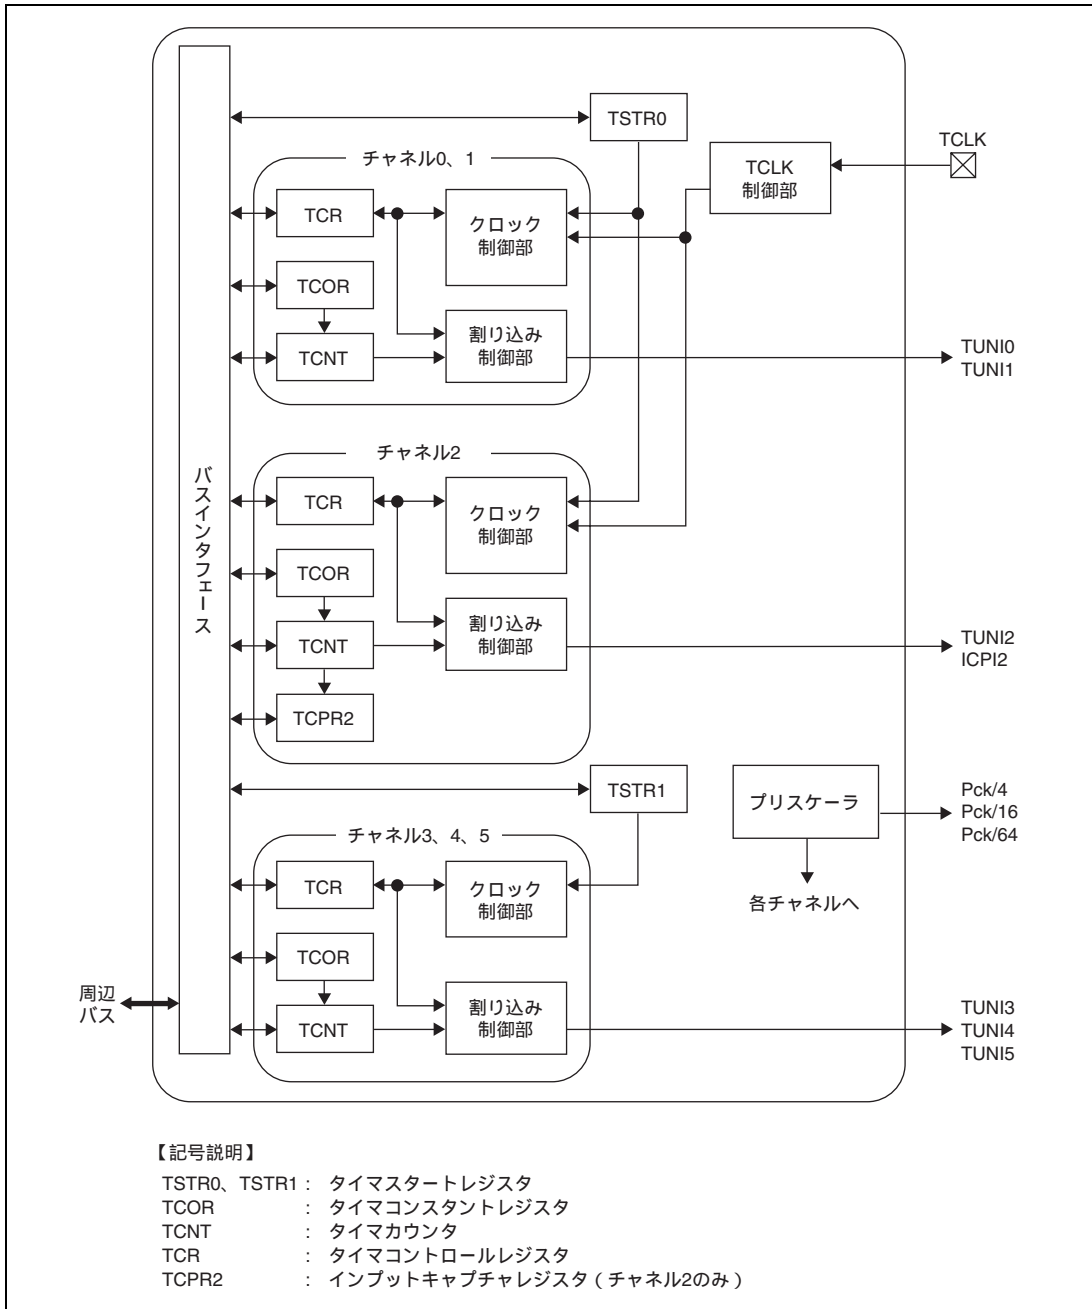 TSTR0
チャネル0、1
TCLK
TCLK
制御部
TCR
クロック
制御部
TCOR
TCNT
割り込み
制御部
TUNI0
TUNI1
バスインタフェース
チャネル2
TCR
クロック
制御部
TCOR
TCNT
割り込み
制御部
TUNI2
ICPI2
TCPR2
TSTR1
プリスケーラ
Pck/4
Pck/16
Pck/64
各チャネルへ
チャネル3、4、5
TCR
クロック
制御部
TCOR
周辺
バス
TCNT
割り込み
制御部
TUNI3
TUNI4
TUNI5
【記号説明】
TSTR0、TSTR1 : タイマスタートレジスタ
TCOR : タイマコンスタントレジスタ
TCNT : タイマカウンタ
TCR : タイマコントロールレジスタ
TCPR2 : インプットキャプチャレジスタ(チャネル2のみ)